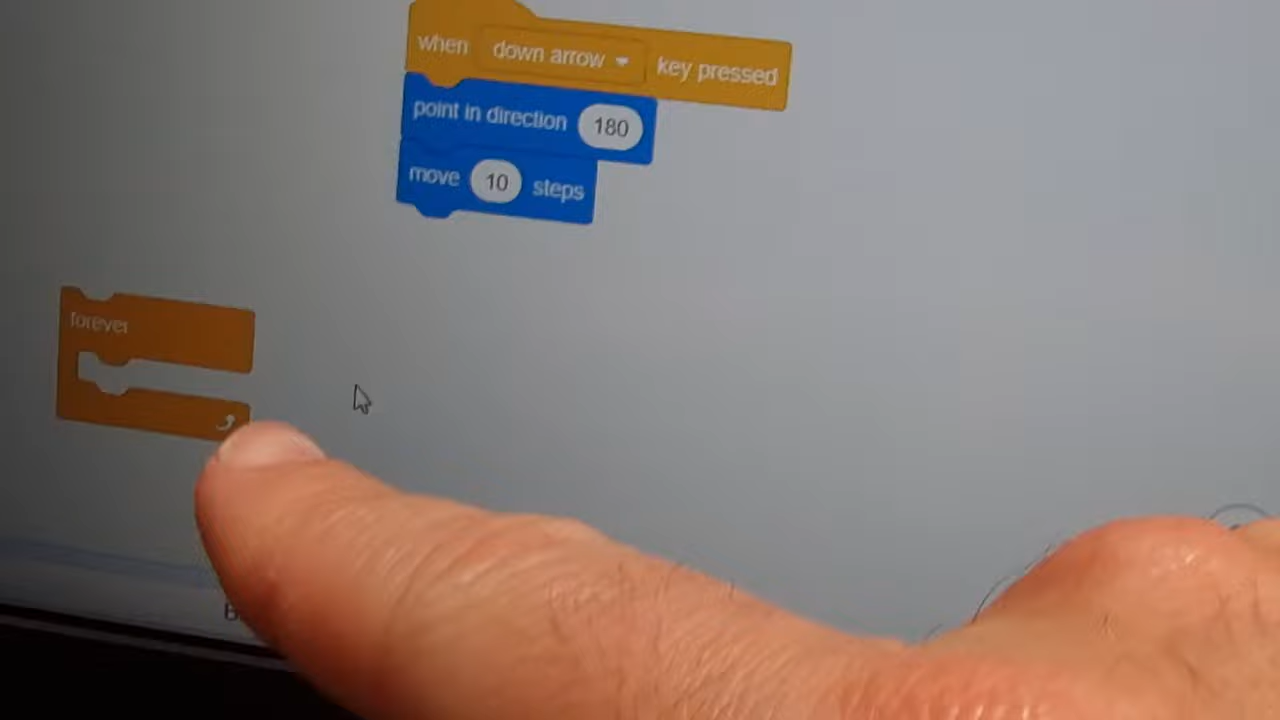 when down arrow key pressed
point in direction 180
move 10 steps
forever